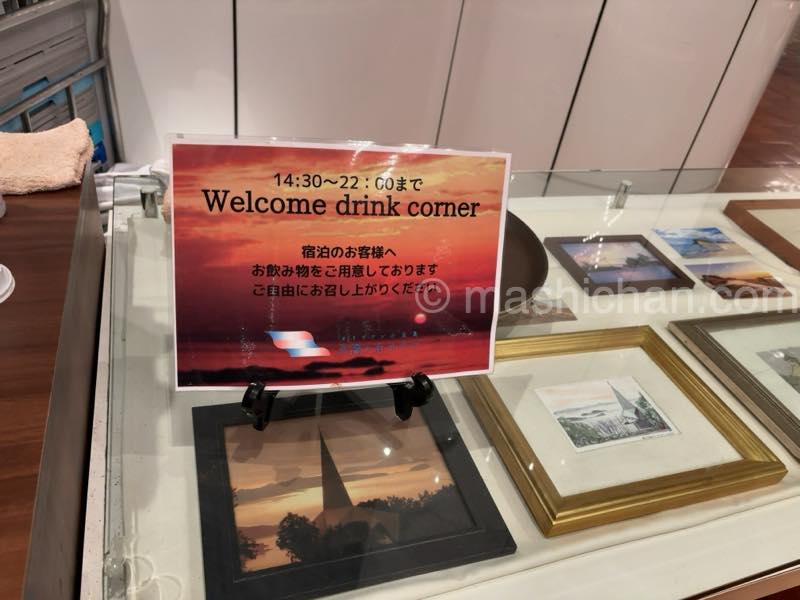 14:30～22：00まで
Welcome drink corner
宿泊のお客様へ
お飲み物をご用意しております
ご自由にお召し上がりください
© mashichan.com